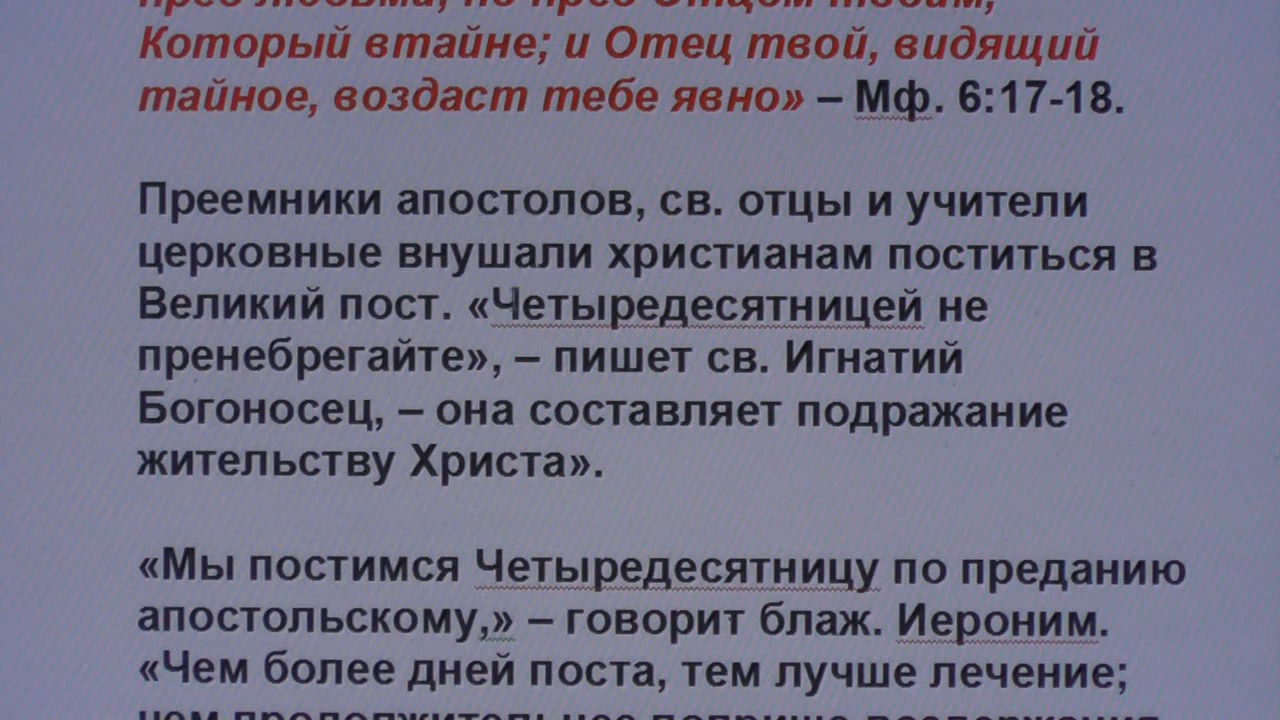 Который втайне; и Отец твой, видящий
тайное, воздаст тебе явно» – Мф. 6:17-18.
Преемники апостолов, св. отцы и учители
церковные внушали христианам поститься в
Великий пост. «Четыредесятницей не
пренебрегайте», – пишет св. Игнатий
Богоносец, – она составляет подражание
жительству Христа».
«Мы постимся Четыредесятницу по преданию
апостольскому,» – говорит блаж. Иероним.
«Чем более дней поста, тем лучше лечение;